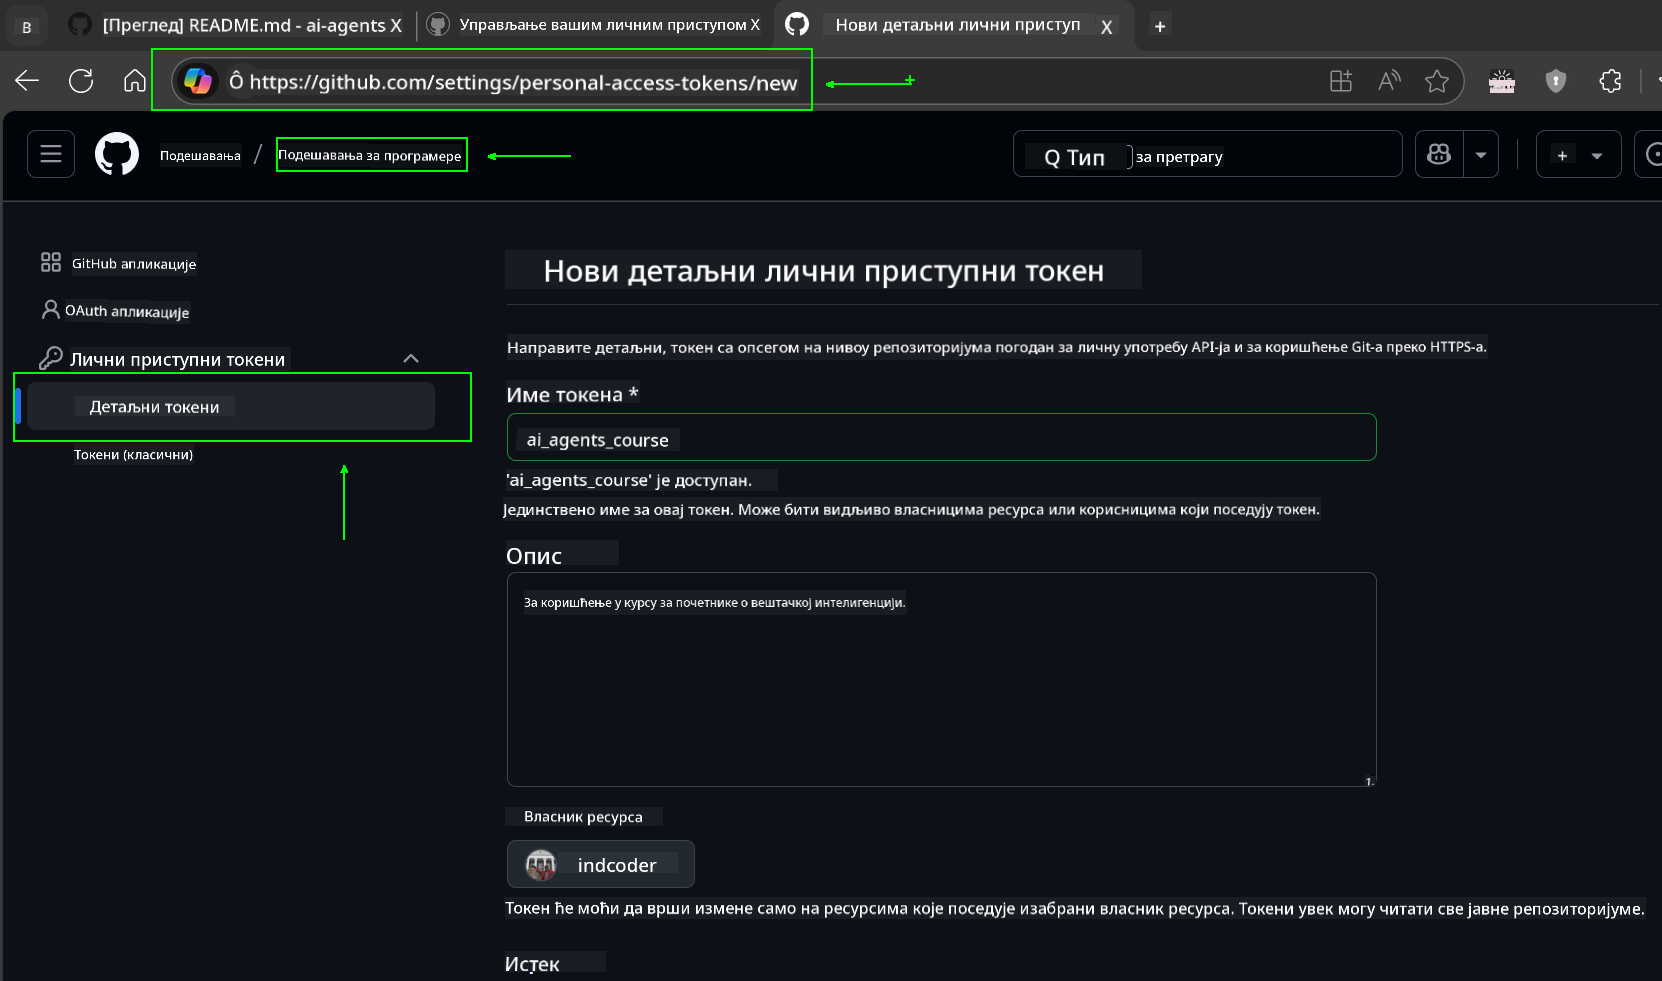 B [Преглед] README.md - ai-agents X Управљање вашим личним приступом X Нови детаљни лични приступ X +
Ô https://github.com/settings/personal-access-tokens/new
Подешавања / Подешавања за програмере
Q Тип за претрагу
GitHub апликације
OAuth апликације
Лични приступни токени
Детаљни токени
Токени (класични)
Нови детаљни лични приступни токен
Направите детаљни, токен са опсегом на нивоу репозиторијума погодан за личну употребу API-ја и за коришћење Git-а преко HTTPS-а.
Име токена *
ai_agents_course
'ai_agents_course' је доступан.
Јединствено име за овај токен. Може бити видљиво власницима ресурса или корисницима који поседују токен.
Опис
За коришћење у курсу за почетнике о вештачкој интелигенцији.
Власник ресурса
indcoder
Токен ће моћи да врши измене само на ресурсима које поседује изабрани власник ресурса. Токени увек могу читати све јавне репозиторијуме.
Истек